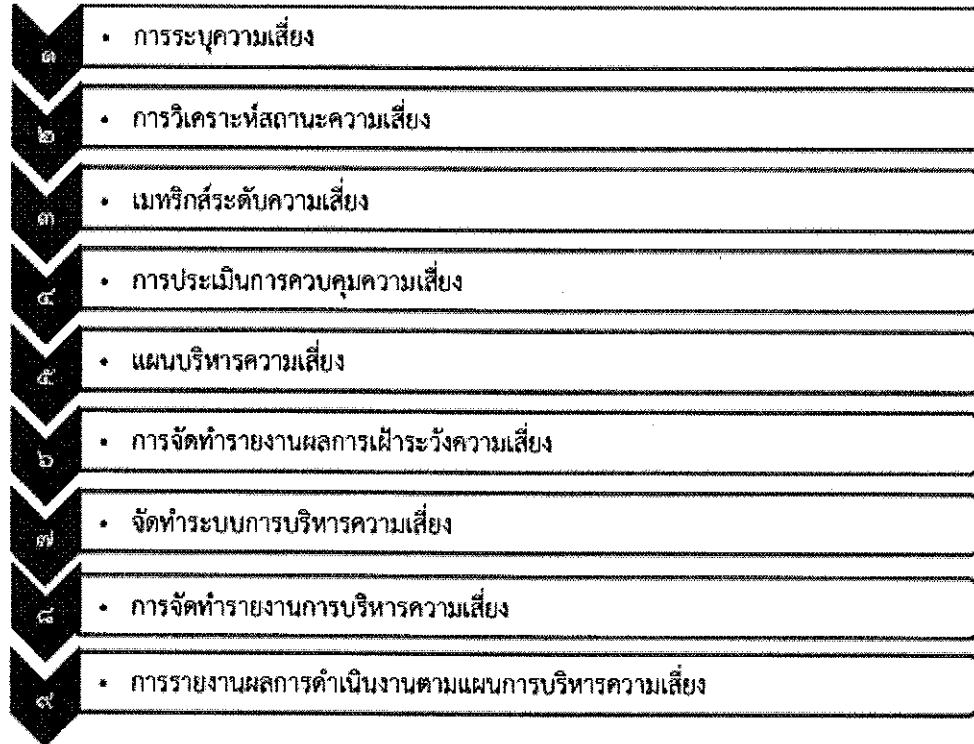 ๑ • การระบุความเสี่ยง
๒ • การวิเคราะห์สถานะความเสี่ยง
๓ • เมทริกส์ระดับความเสี่ยง
๔ • การประเมินการควบคุมความเสี่ยง
๕ • แผนบริหารความเสี่ยง
๖ • การจัดทำรายงานผลการเฝ้าระวังความเสี่ยง
๗ • จัดทำระบบการบริหารความเสี่ยง
๘ • การจัดทำรายงานการบริหารความเสี่ยง
๙ • การรายงานผลการดำเนินงานตามแผนการบริหารความเสี่ยง